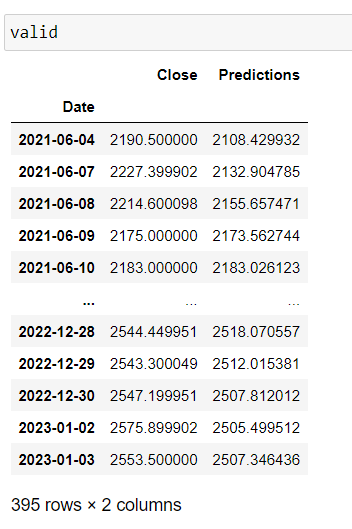 valid
Close Predictions
Date
2021-06-04 2190.500000 2108.429932
2021-06-07 2227.399902 2132.904785
2021-06-08 2214.600098 2155.657471
2021-06-09 2175.000000 2173.562744
2021-06-10 2183.000000 2183.026123
... ... ...
2022-12-28 2544.449951 2518.070557
2022-12-29 2543.300049 2512.015381
2022-12-30 2547.199951 2507.812012
2023-01-02 2575.899902 2505.499512
2023-01-03 2553.500000 2507.346436
395 rows × 2 columns